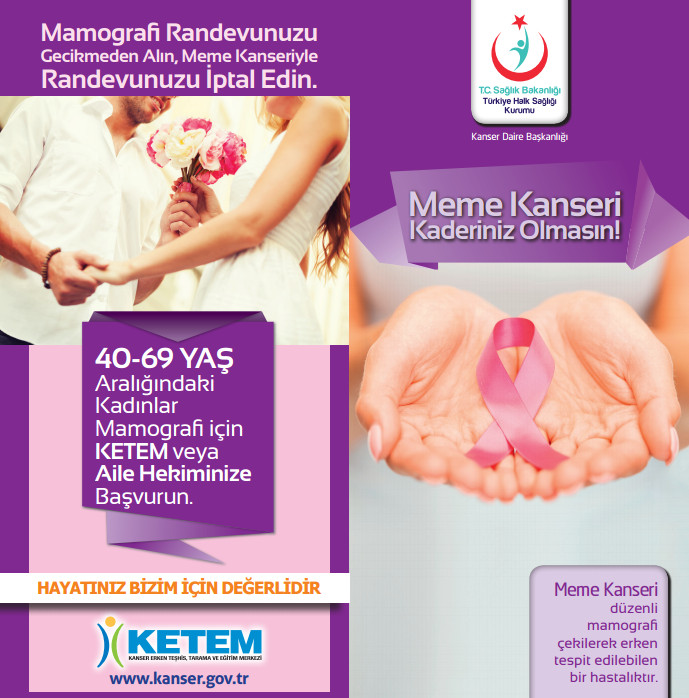 Mamografi Randevunuzu
Gecikmeden Alın, Meme Kanseriyle
Randevunuzu İptal Edin.
40-69 YAŞ
Aralığındaki
Kadınlar
Mamografi için
KETEM veya
Aile Hekiminize
Başvurun.
HAYATINIZ BİZİM İÇİN DEĞERLİDİR
KETEM
KANSER ERKEN TEŞHİS, TARAMA VE EĞİTİM MERKEZİ
www.kanser.gov.tr
T.C. Sağlık Bakanlığı
Türkiye Halk Sağlığı
Kurumu
Kanser Daire Başkanlığı
Meme Kanseri
Kaderiniz Olmasın!
Meme Kanseri
düzenli
mamografi
çekilerek erken
tespit edilebilen
bir hastalıktır.